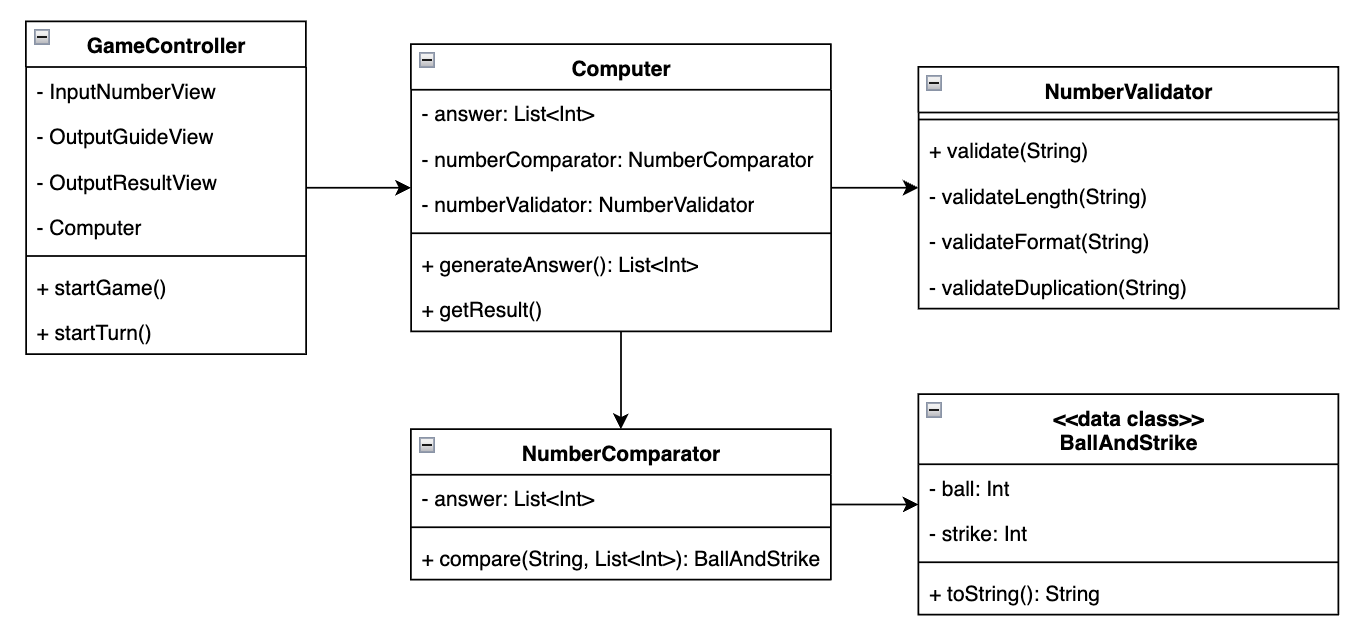 GameController
- InputNumberView
- OutputGuideView
- OutputResultView
- Computer
+ startGame()
+ startTurn()
Computer
- answer: List<Int>
- numberComparator: NumberComparator
- numberValidator: NumberValidator
+ generateAnswer(): List<Int>
+ getResult()
NumberValidator
+ validate(String)
- validateLength(String)
- validateFormat(String)
- validateDuplication(String)
NumberComparator
- answer: List<Int>
+ compare(String, List<Int>): BallAndStrike
<<data class>>
BallAndStrike
- ball: Int
- strike: Int
+ toString(): String